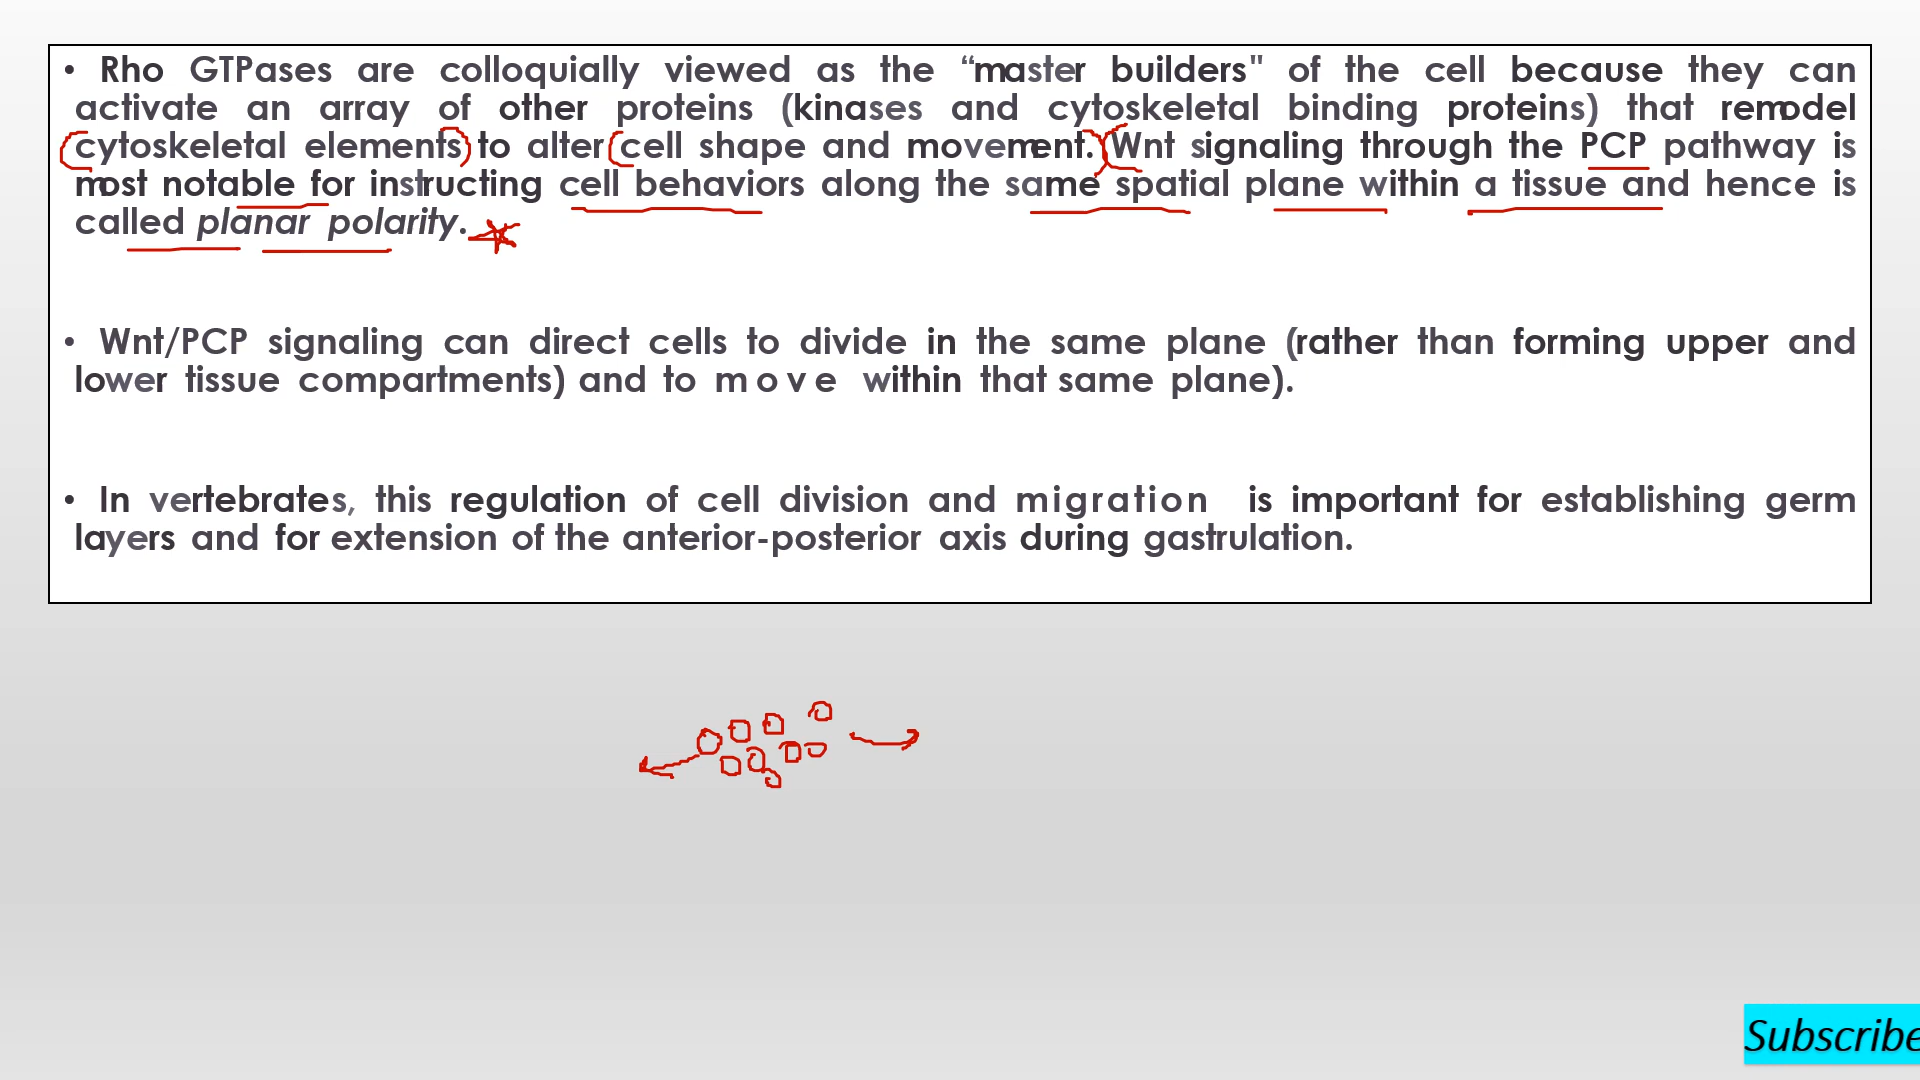 • Rho GTPases are colloquially viewed as the “master builders" of the cell because they can
activate an array of other proteins (kinases and cytoskeletal binding proteins) that remodel
cytoskeletal elements to alter cell shape and movement. Wnt signaling through the PCP pathway is
most notable for instructing cell behaviors along the same spatial plane within a tissue and hence is
called planar polarity.
• Wnt/PCP signaling can direct cells to divide in the same plane (rather than forming upper and
lower tissue compartments) and to move within that same plane).
• In vertebrates, this regulation of cell division and migration is important for establishing germ
layers and for extension of the anterior-posterior axis during gastrulation.
Subscribe